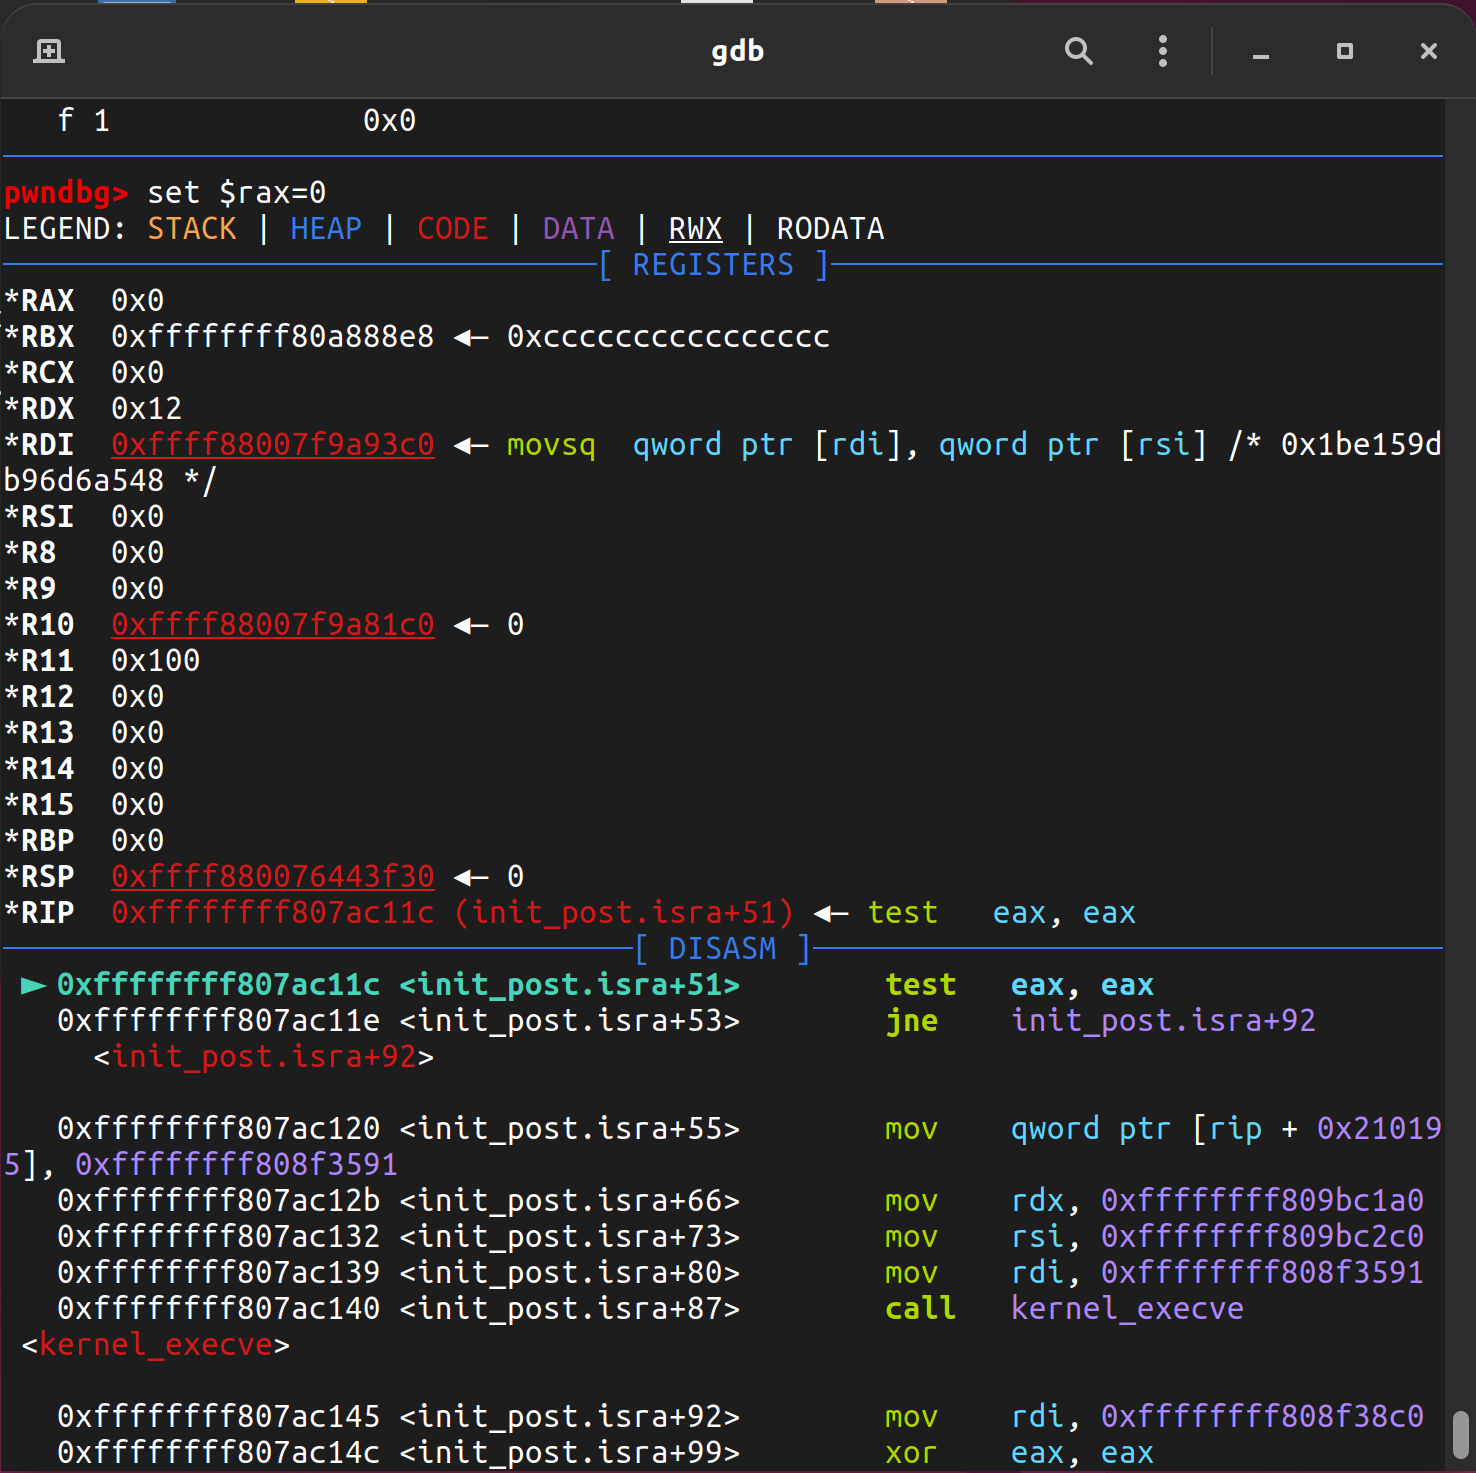 gdb
f 1              0x0
pwndbg> set $rax=0
LEGEND: STACK | HEAP | CODE | DATA | RWX | RODATA
[ REGISTERS ]
*RAX  0x0
*RBX  0xffffffff80a888e8 ◂— 0xcccccccccccccccc
*RCX  0x0
*RDX  0x12
*RDI  0xffff88007f9a93c0 ◂— movsq  qword ptr [rdi], qword ptr [rsi] /* 0x1be159d
b96d6a548 */
*RSI  0x0
*R8   0x0
*R9   0x0
*R10  0xffff88007f9a81c0 ◂— 0
*R11  0x100
*R12  0x0
*R13  0x0
*R14  0x0
*R15  0x0
*RBP  0x0
*RSP  0xffff880076443f30 ◂— 0
*RIP  0xffffffff807ac11c (init_post.isra+51) ◂— test   eax, eax
[ DISASM ]
► 0xffffffff807ac11c <init_post.isra+51>        test   eax, eax
0xffffffff807ac11e <init_post.isra+53>        jne    init_post.isra+92
<init_post.isra+92>
0xffffffff807ac120 <init_post.isra+55>        mov    qword ptr [rip + 0x21019
5], 0xffffffff808f3591
0xffffffff807ac12b <init_post.isra+66>        mov    rdx, 0xffffffff809bc1a0
0xffffffff807ac132 <init_post.isra+73>        mov    rsi, 0xffffffff809bc2c0
0xffffffff807ac139 <init_post.isra+80>        mov    rdi, 0xffffffff808f3591
0xffffffff807ac140 <init_post.isra+87>        call   kernel_execve
<kernel_execve>
0xffffffff807ac145 <init_post.isra+92>        mov    rdi, 0xffffffff808f38c0
0xffffffff807ac14c <init_post.isra+99>        xor    eax, eax